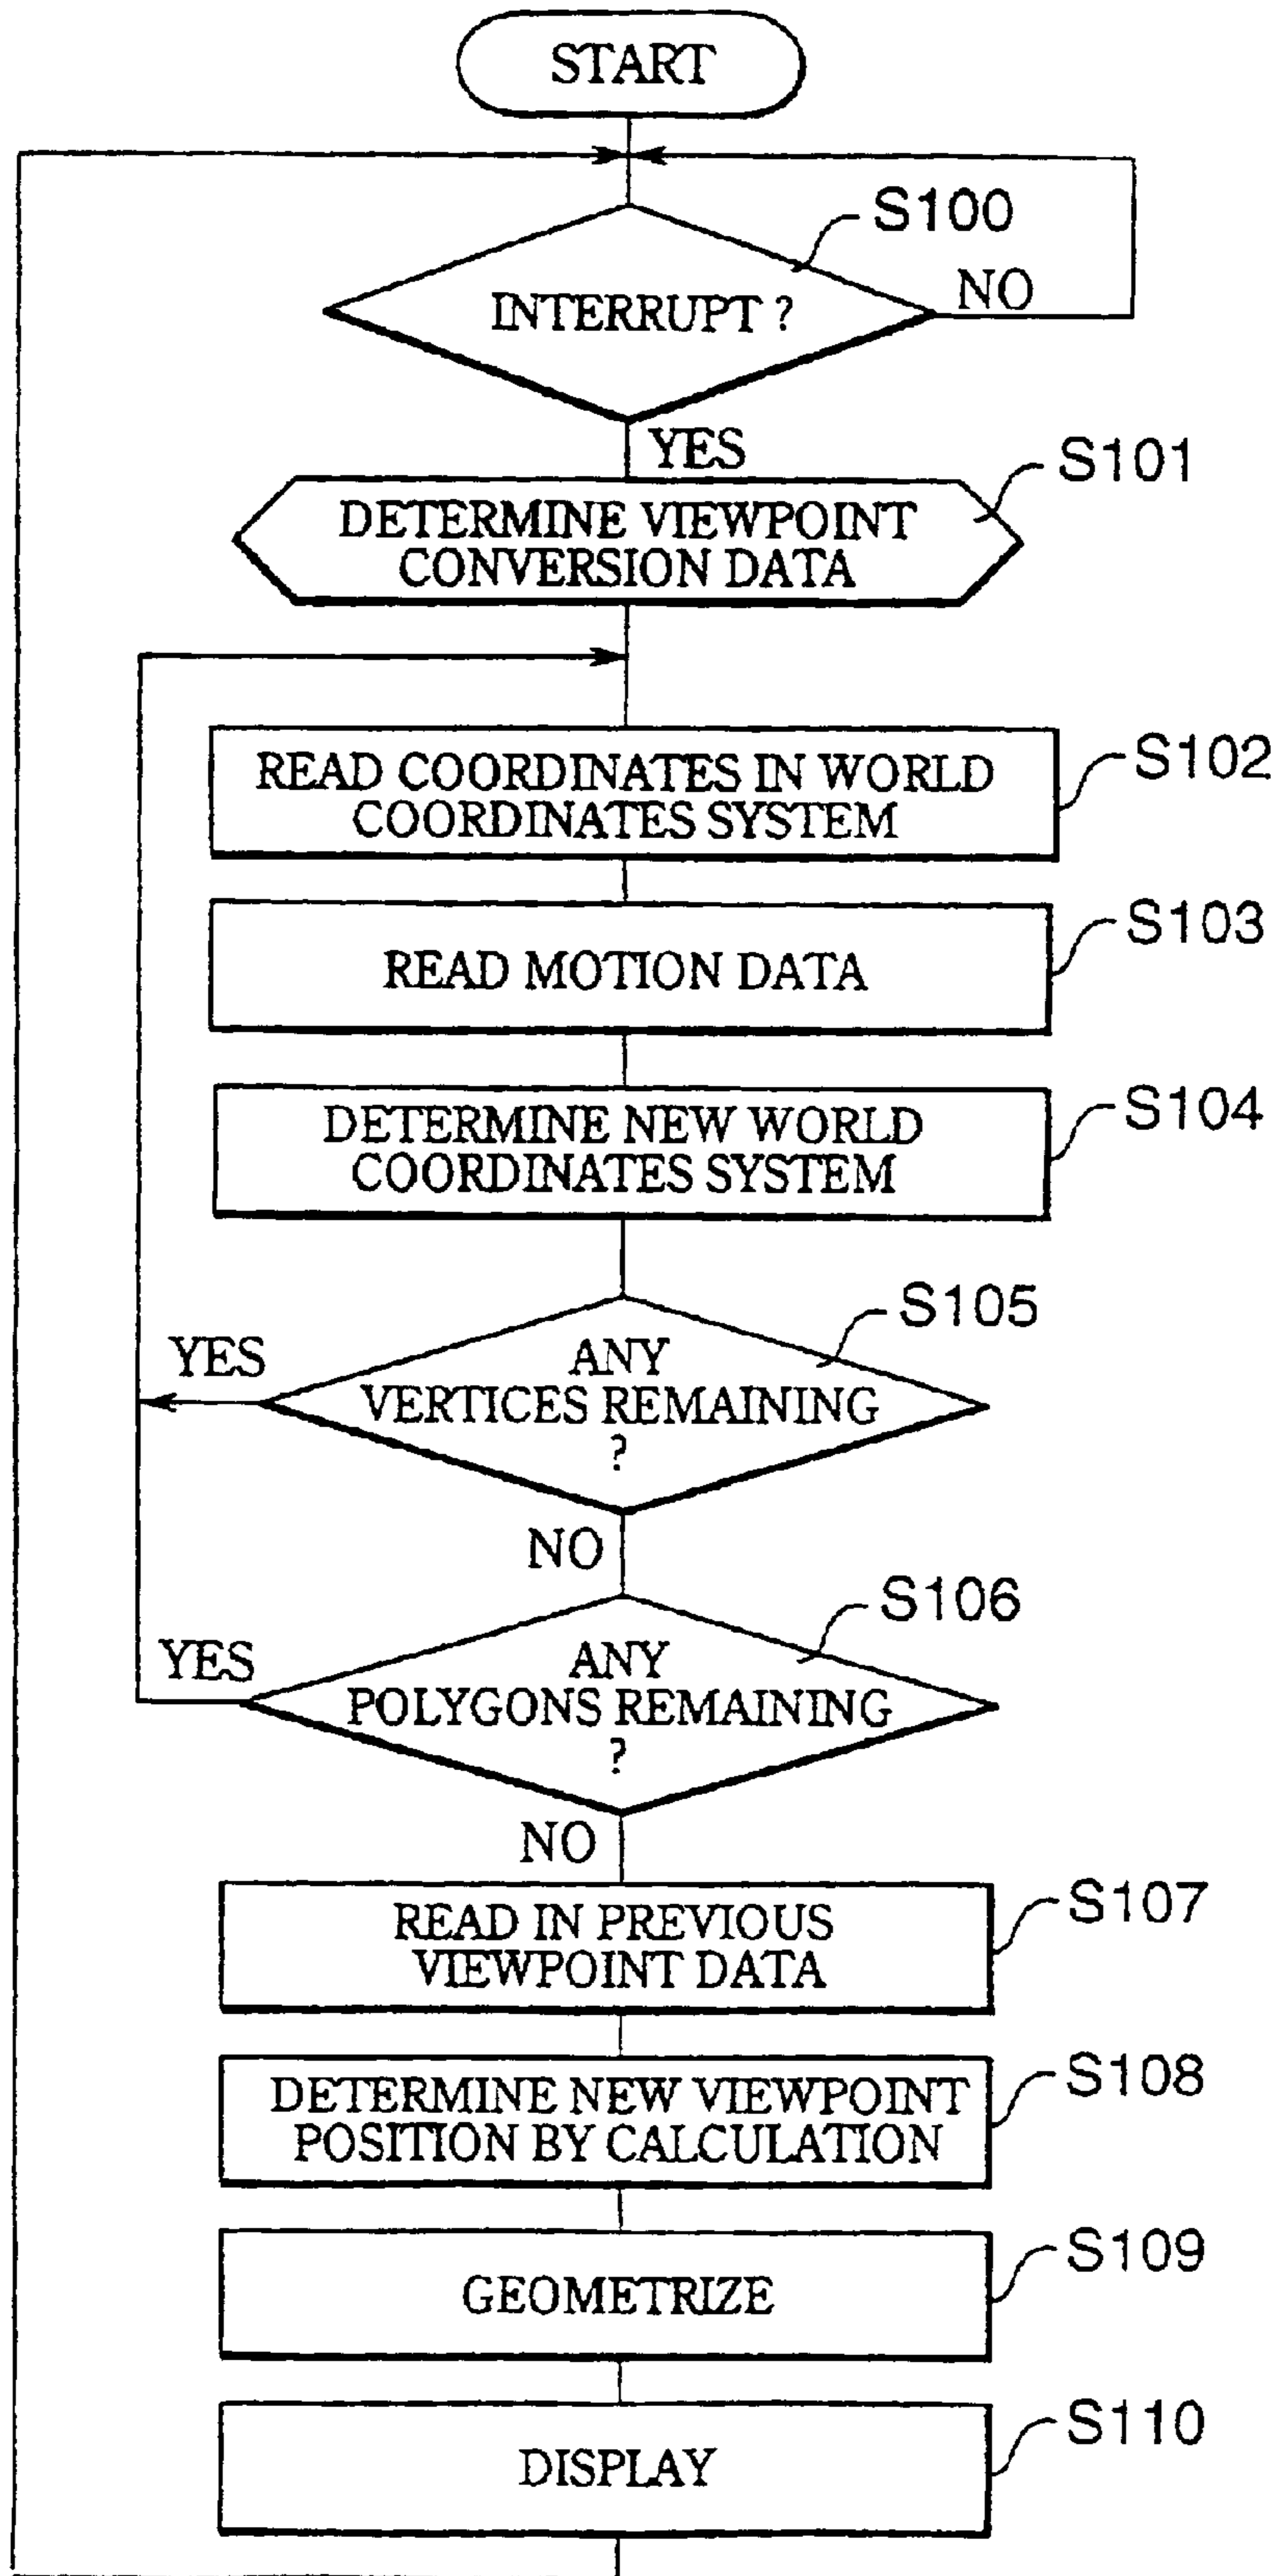 START
S100
INTERRUPT ?
NO
YES
S101
DETERMINE VIEWPOINT
CONVERSION DATA
READ COORDINATES IN WORLD
COORDINATES SYSTEM
S102
S103
READ MOTION DATA
S104
DETERMINE NEW WORLD
COORDINATES SYSTEM
S105
YES
ANY
VERTICES REMAINING
?
NO
S106
YES
ANY
POLYGONS REMAINING
?
NO
S107
READ IN PREVIOUS
VIEWPOINT DATA
S108
DETERMINE NEW VIEWPOINT
POSITION BY CALCULATION
S109
GEOMETRIZE
S110
DISPLAY